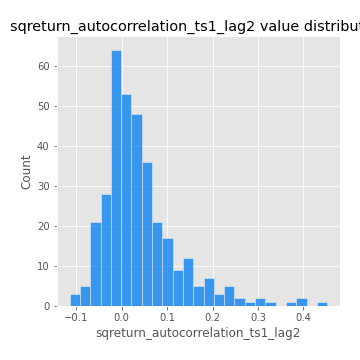 sqreturn_autocorrelation_ts1_lag2 value distribut
60
50
40
30
20
10
0
Count
−0.1 0.0 0.1 0.2 0.3 0.4
sqreturn_autocorrelation_ts1_lag2